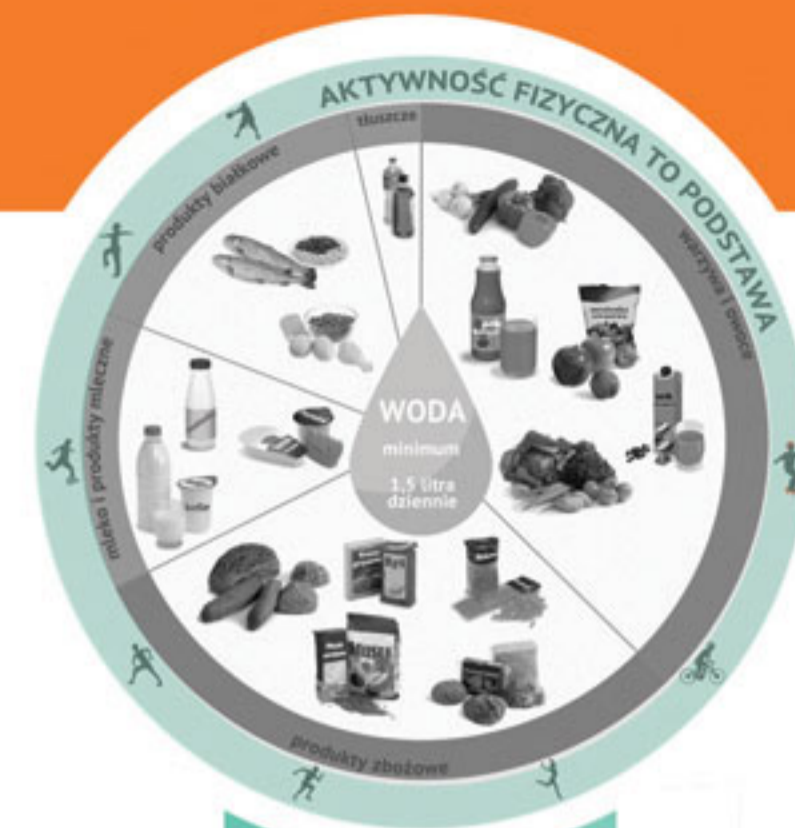 AKTYWNOŚĆ FIZYCZNA TO PODSTAWA
tłuszcze
produkty białkowe
warzywa i owoce
mleko i produkty mleczne
WODA
minimum
1,5 litra
dziennie
produkty zbożowe